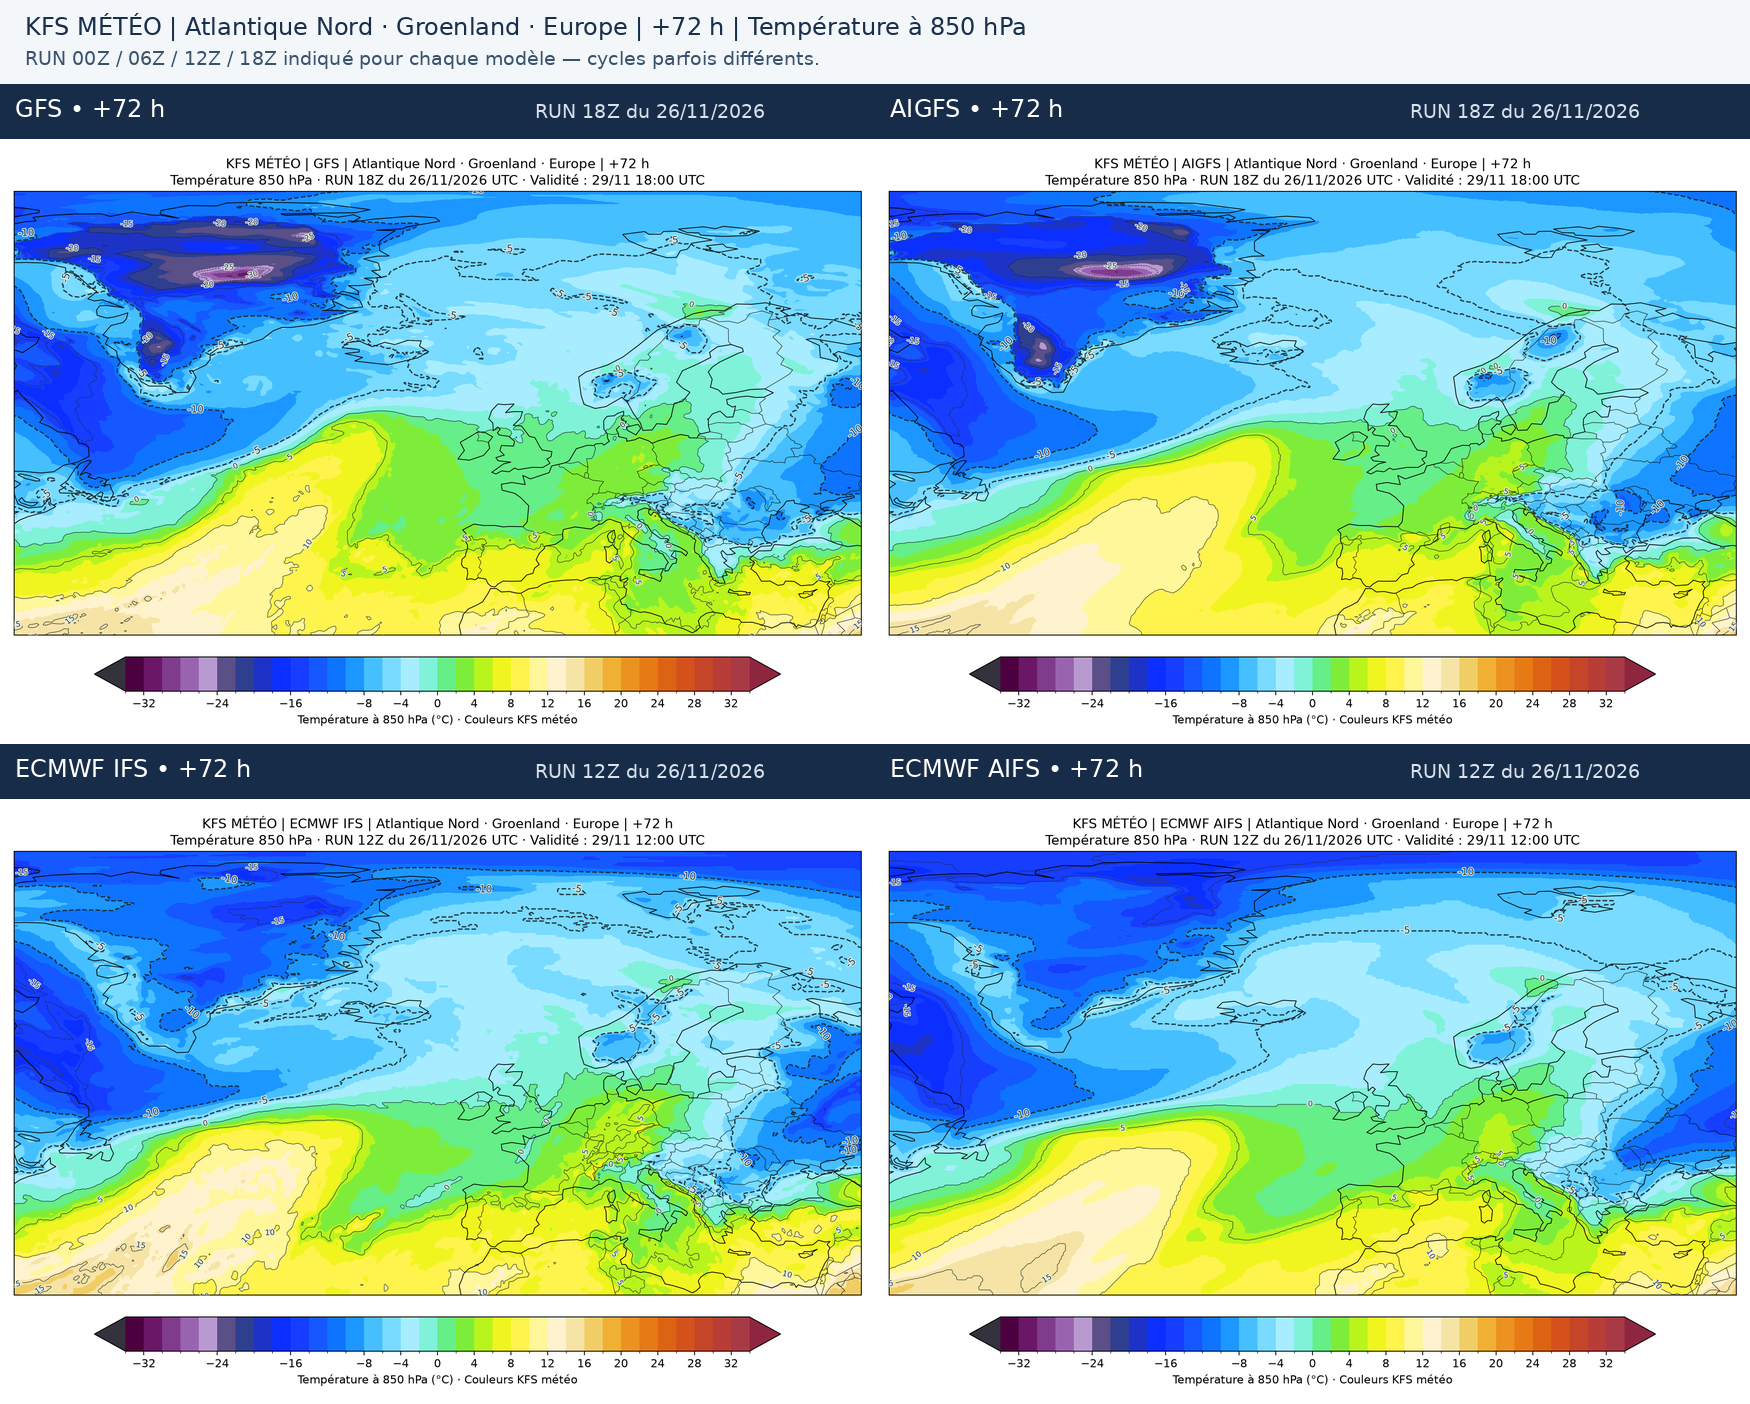 KFS MÉTÉO | Atlantique Nord · Groenland · Europe | +72 h | Température à 850 hPa
RUN 00Z / 06Z / 12Z / 18Z indiqué pour chaque modèle — cycles parfois différents.
GFS • +72 h
RUN 18Z du 26/11/2026
AIGFS • +72 h
RUN 18Z du 26/11/2026
KFS MÉTÉO | GFS | Atlantique Nord · Groenland · Europe | +72 h
Température 850 hPa · RUN 18Z du 26/11/2026 UTC · Validité : 29/11 18:00 UTC
KFS MÉTÉO | AIGFS | Atlantique Nord · Groenland · Europe | +72 h
Température 850 hPa · RUN 18Z du 26/11/2026 UTC · Validité : 29/11 18:00 UTC
−32 −24 −16 −8 −4 0 4 8 12 16 20 24 28 32
Température à 850 hPa (°C) · Couleurs KFS météo
−32 −24 −16 −8 −4 0 4 8 12 16 20 24 28 32
Température à 850 hPa (°C) · Couleurs KFS météo
ECMWF IFS • +72 h
RUN 12Z du 26/11/2026
ECMWF AIFS • +72 h
RUN 12Z du 26/11/2026
KFS MÉTÉO | ECMWF IFS | Atlantique Nord · Groenland · Europe | +72 h
Température 850 hPa · RUN 12Z du 26/11/2026 UTC · Validité : 29/11 12:00 UTC
KFS MÉTÉO | ECMWF AIFS | Atlantique Nord · Groenland · Europe | +72 h
Température 850 hPa · RUN 12Z du 26/11/2026 UTC · Validité : 29/11 12:00 UTC
−32 −24 −16 −8 −4 0 4 8 12 16 20 24 28 32
Température à 850 hPa (°C) · Couleurs KFS météo
−32 −24 −16 −8 −4 0 4 8 12 16 20 24 28 32
Température à 850 hPa (°C) · Couleurs KFS météo